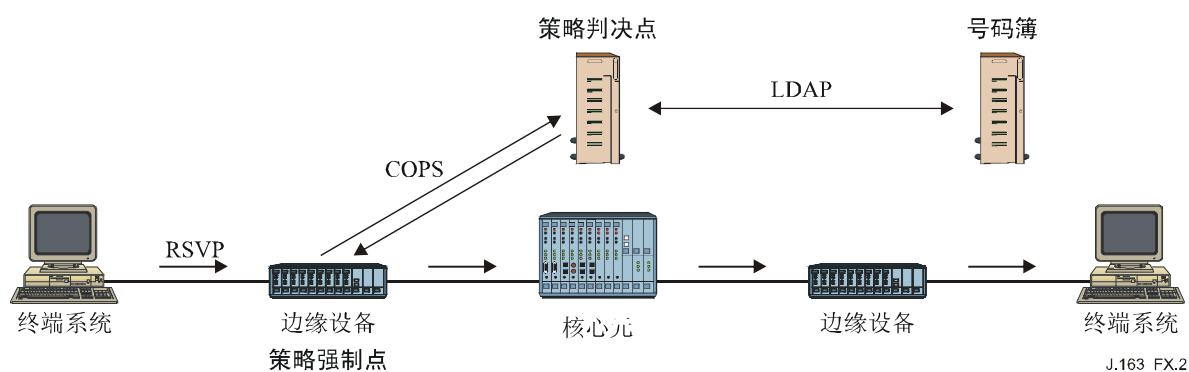 策略判决点
号码簿
LDAP
COPS
RSVP
终端系统
边缘设备
核心元
边缘设备
终端系统
策略强制点
J.163 FX.2